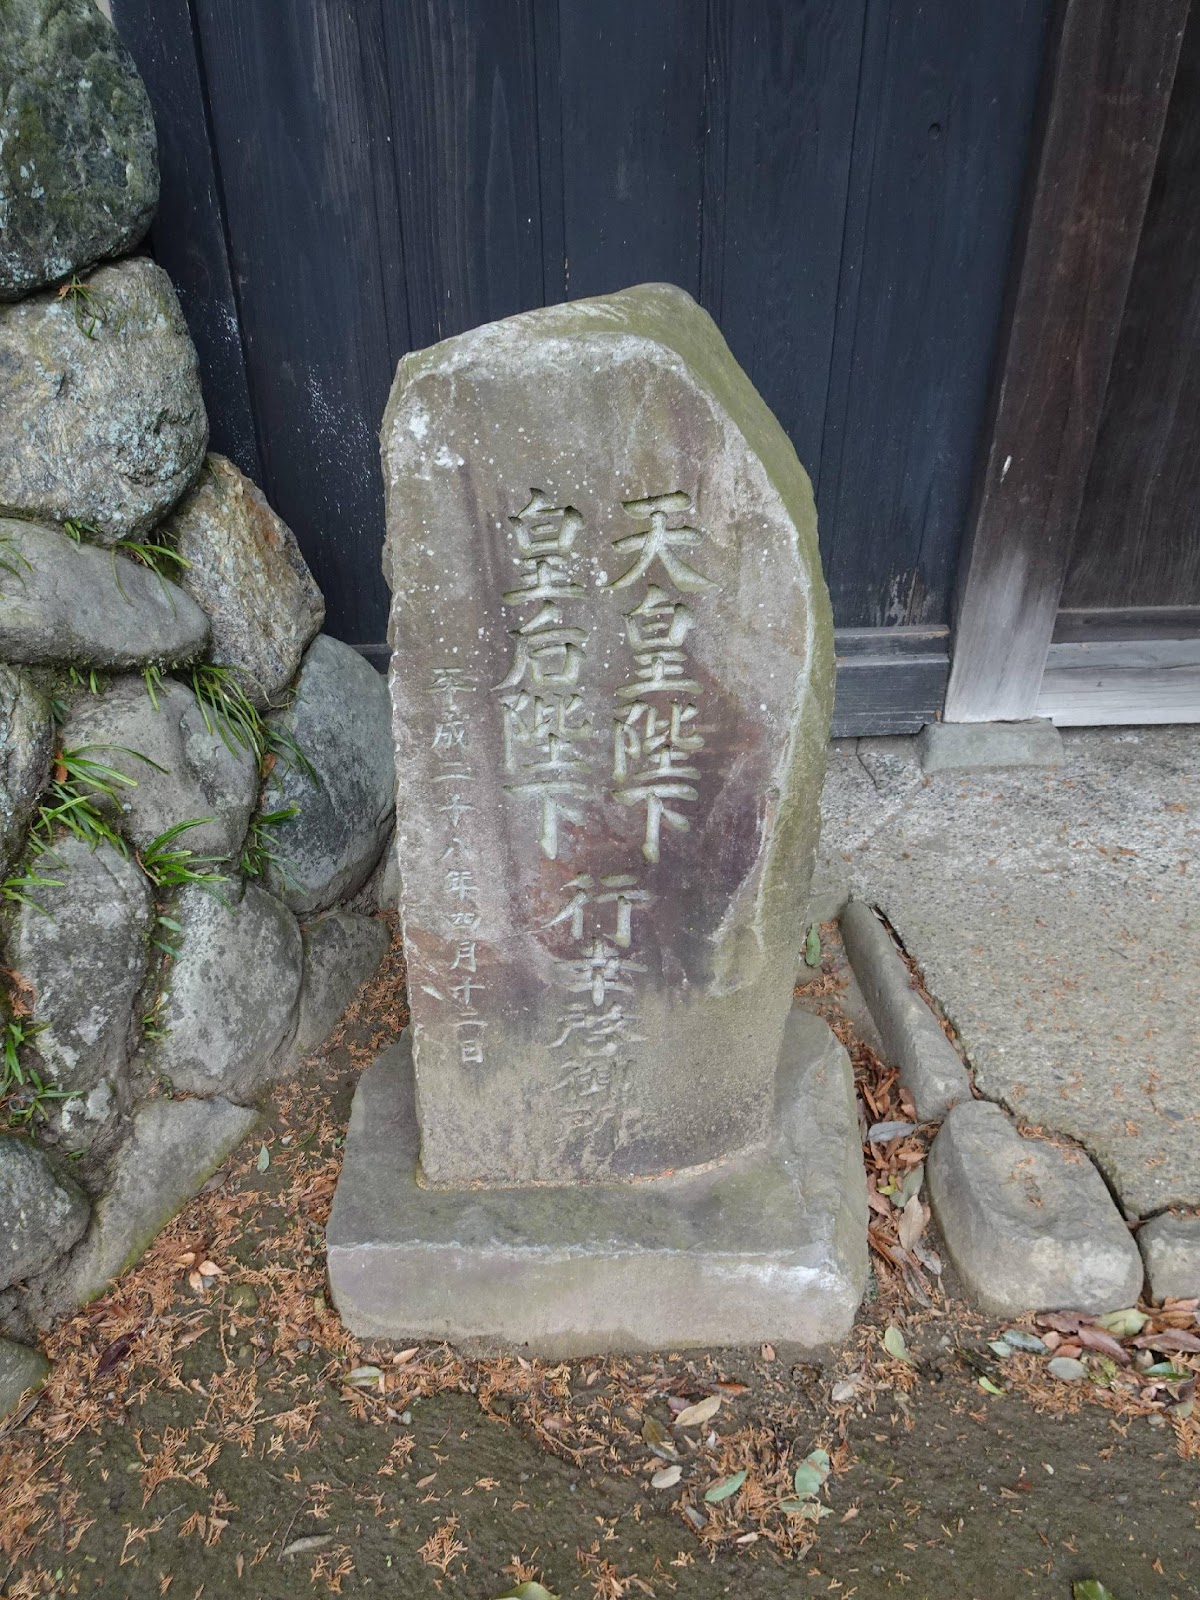 天皇陛下
皇后陛下
行幸啓御所
平成二十八年四月十二日